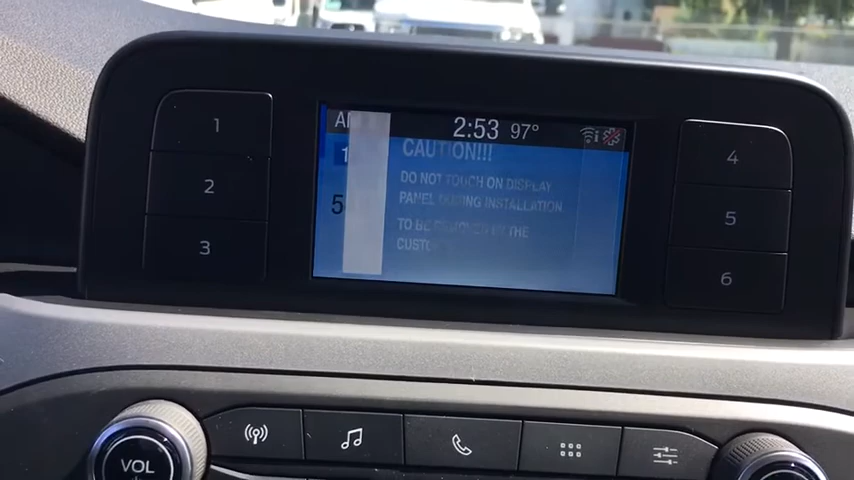 2:53 97°
CAUTION!!!
DO NOT TOUCH ON DISPLAY
PANEL DURING INSTALLATION
TO BE REMOVED BY THE
1
2
3
4
5
6
5
VOL